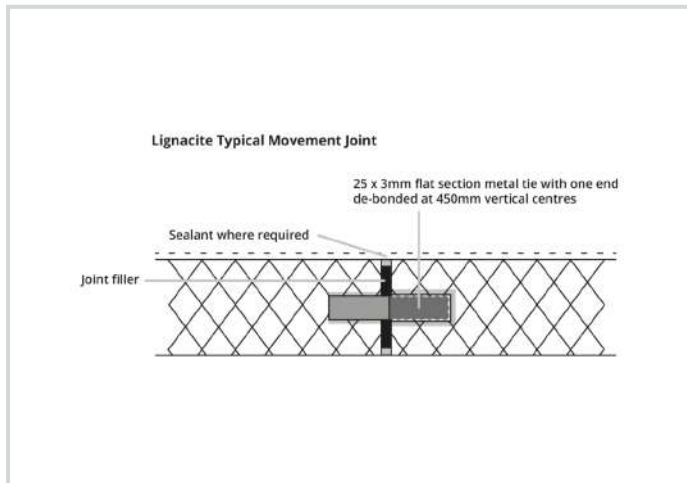 Lignacite Typical Movement Joint
25 x 3mm flat section metal tie with one end
de-bonded at 450mm vertical centres
Sealant where required
Joint filler